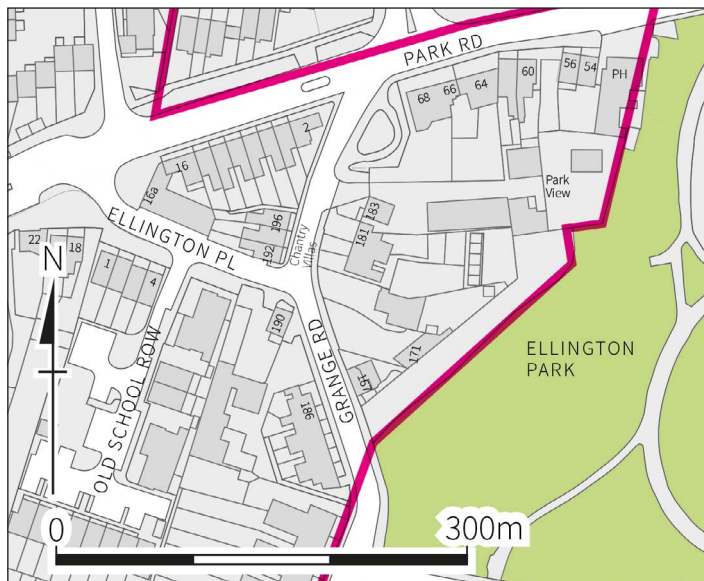 PARK RD
56
54
60
PH
64
66
68
2
16
16a
Park
View
196
183
ELLINGTON PL
192
Chantry
Villas
181
22
18
N
1
4
190
171
ELLINGTON
PARK
GRANGE RD
OLD SCHOOL ROW
186
0
300m